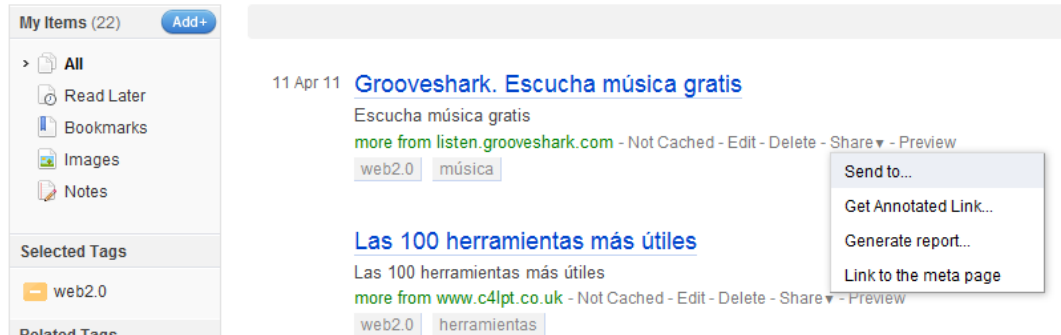 My Items (22) Add+
All
Read Later
Bookmarks
Images
Notes
Selected Tags
web2.0
Related Tags
11 Apr 11 Grooveshark. Escucha música gratis
Escucha música gratis
more from listen.grooveshark.com - Not Cached - Edit - Delete - Share▾ - Preview
web2.0 música
Send to...
Get Annotated Link...
Generate report...
Link to the meta page
Las 100 herramientas más útiles
Las 100 herramientas más útiles
more from www.c4lpt.co.uk - Not Cached - Edit - Delete - Share▾ - Preview
web2.0 herramientas